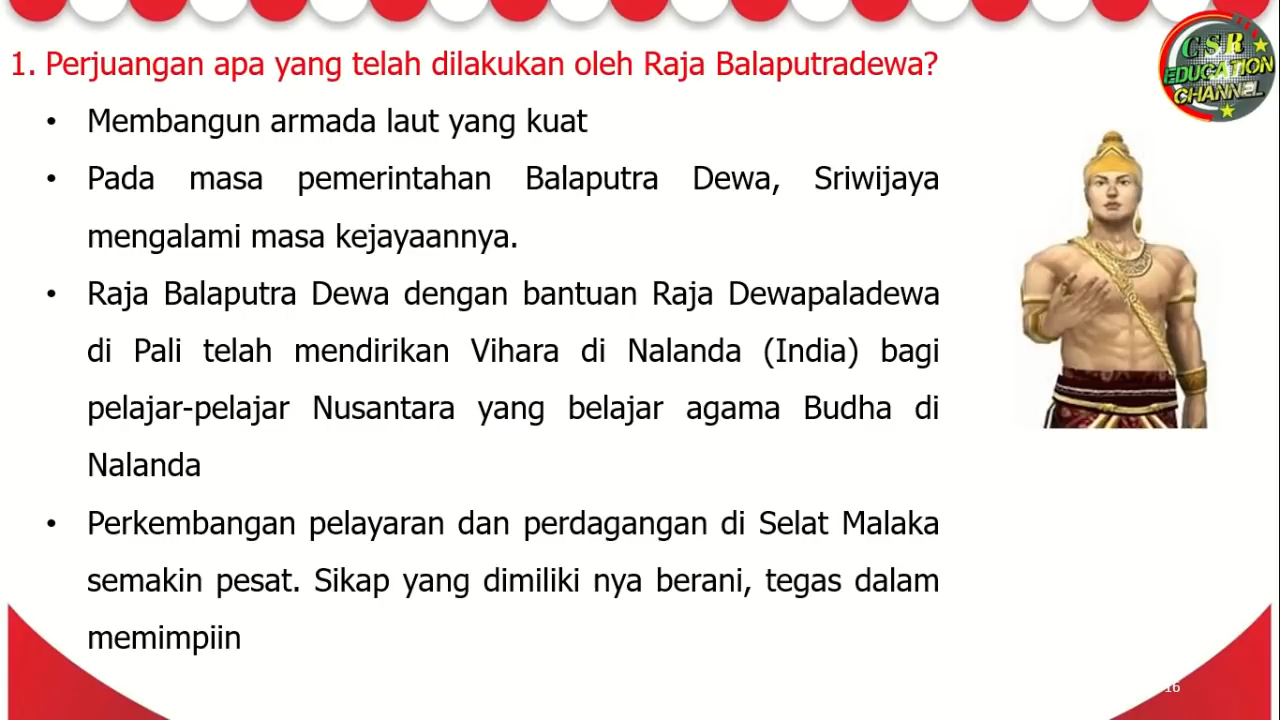 1. Perjuangan apa yang telah dilakukan oleh Raja Balaputradewa?
• Membangun armada laut yang kuat
• Pada masa pemerintahan Balaputra Dewa, Sriwijaya
mengalami masa kejayaannya.
• Raja Balaputra Dewa dengan bantuan Raja Dewapaladewa
di Pali telah mendirikan Vihara di Nalanda (India) bagi
pelajar-pelajar Nusantara yang belajar agama Budha di
Nalanda
• Perkembangan pelayaran dan perdagangan di Selat Malaka
semakin pesat. Sikap yang dimiliki nya berani, tegas dalam
memimpiin
CSR
EDUCATION
CHANNEL
16